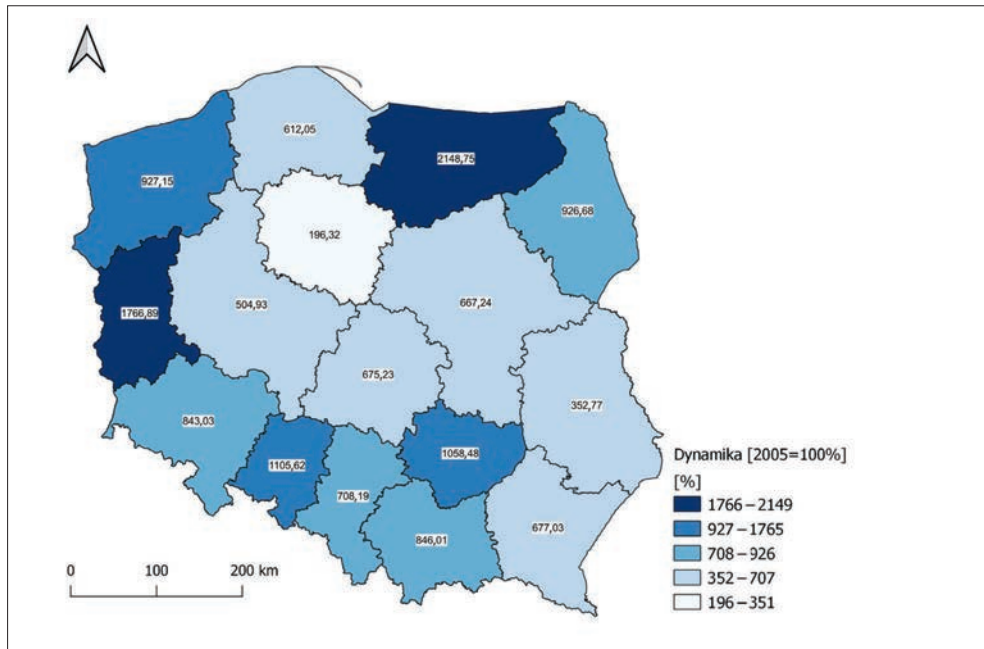 612,05
2148,75
927,15
926,68
196,32
504,93
667,24
1766,89
675,23
352,77
843,03
1105,62
1058,48
708,19
846,01
677,03
Dynamika [2005=100%]
[%]
1766 – 2149
927 – 1765
708 – 926
352 – 707
196 – 351
0 100 200 km